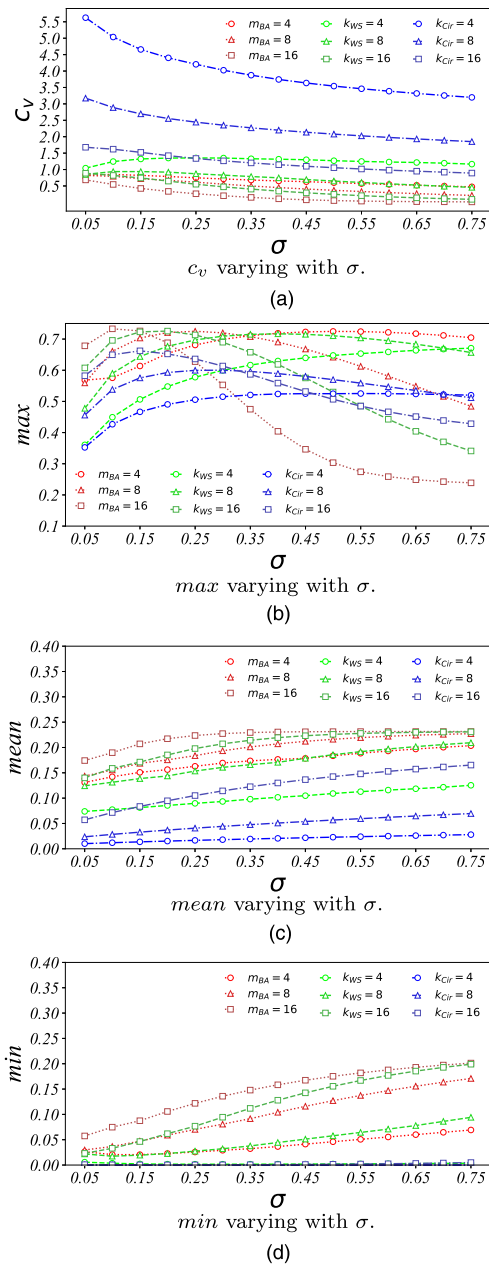 5.5
5.0
4.5
4.0
3.5
3.0
2.5
2.0
1.5
1.0
0.5
c_v
m_BA = 4
m_BA = 8
m_BA = 16
k_WS = 4
k_WS = 8
k_WS = 16
k_Cir = 4
k_Cir = 8
k_Cir = 16
0.05 0.15 0.25 0.35 0.45 0.55 0.65 0.75
σ
c_v varying with σ.
(a)
0.7
0.6
0.5
0.4
0.3
0.2
0.1
max
m_BA = 4
m_BA = 8
m_BA = 16
k_WS = 4
k_WS = 8
k_WS = 16
k_Cir = 4
k_Cir = 8
k_Cir = 16
0.05 0.15 0.25 0.35 0.45 0.55 0.65 0.75
σ
max varying with σ.
(b)
0.40
0.35
0.30
0.25
0.20
0.15
0.10
0.05
0.00
mean
m_BA = 4
m_BA = 8
m_BA = 16
k_WS = 4
k_WS = 8
k_WS = 16
k_Cir = 4
k_Cir = 8
k_Cir = 16
0.05 0.15 0.25 0.35 0.45 0.55 0.65 0.75
σ
mean varying with σ.
(c)
0.40
0.35
0.30
0.25
0.20
0.15
0.10
0.05
0.00
min
m_BA = 4
m_BA = 8
m_BA = 16
k_WS = 4
k_WS = 8
k_WS = 16
k_Cir = 4
k_Cir = 8
k_Cir = 16
0.05 0.15 0.25 0.35 0.45 0.55 0.65 0.75
σ
min varying with σ.
(d)